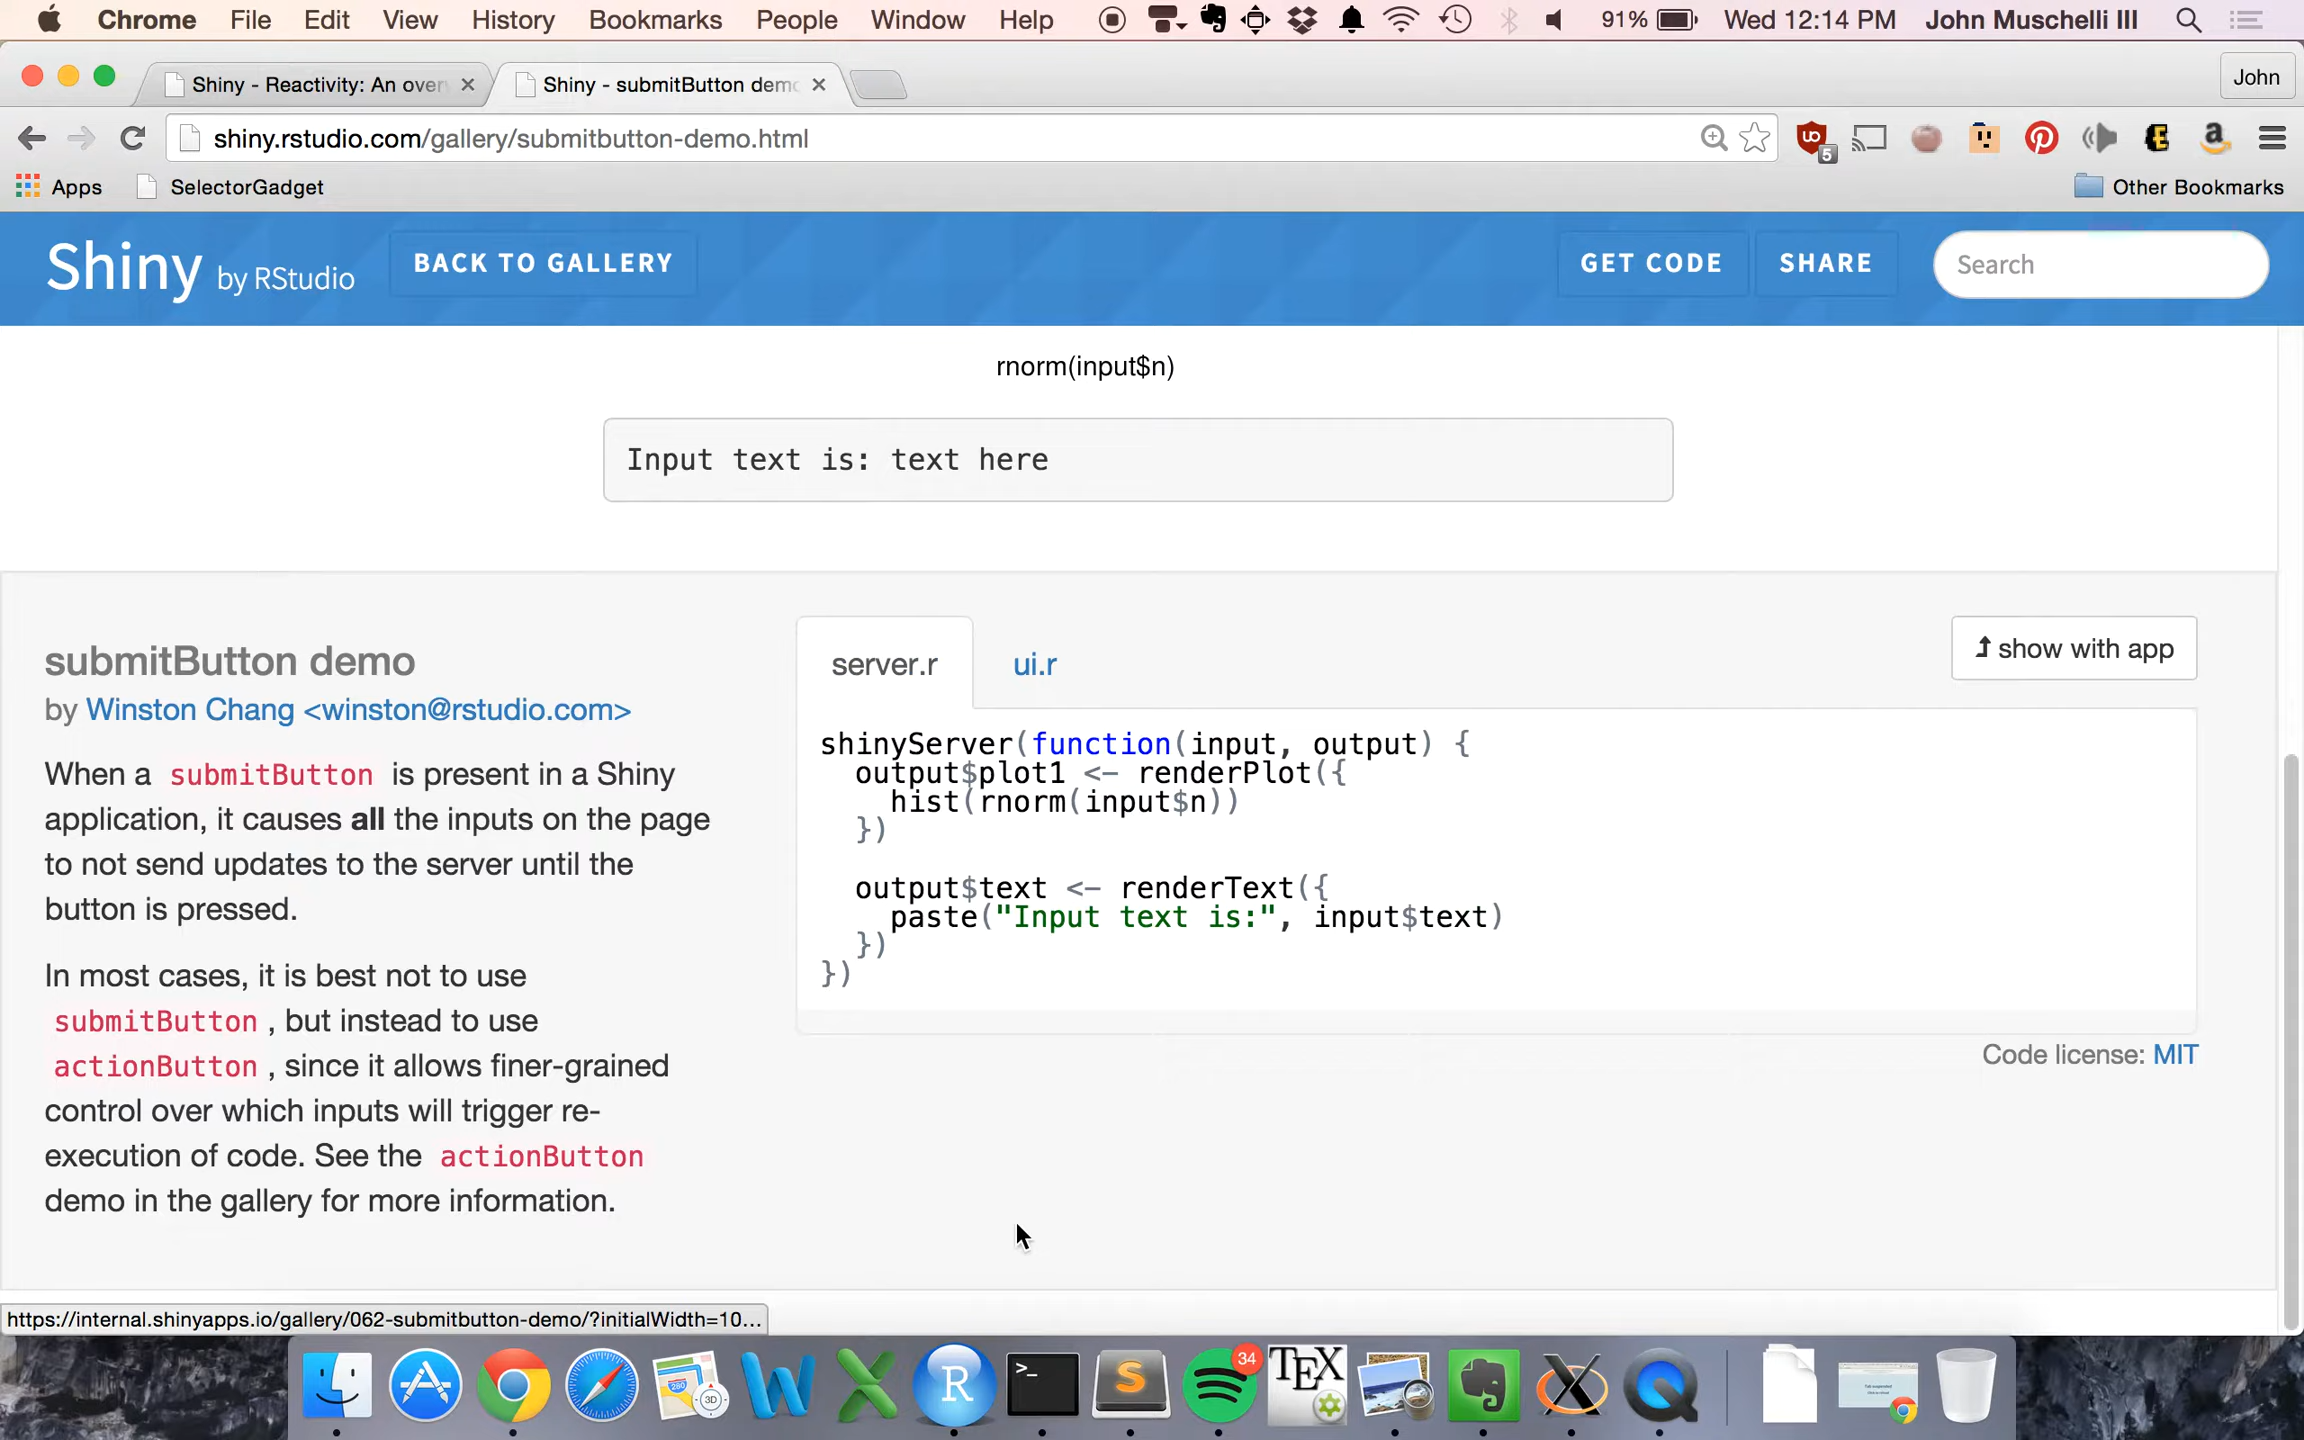 Chrome File Edit View History Bookmarks People Window Help 91% Wed 12:14 PM John Muschelli III
Shiny - Reactivity: An over
Shiny - submitButton demo
John
shiny.rstudio.com/gallery/submitbutton-demo.html
5
Apps SelectorGadget Other Bookmarks
Shiny by RStudio BACK TO GALLERY GET CODE SHARE Search
rnorm(input$n)
Input text is: text here
submitButton demo
by Winston Chang <winston@rstudio.com>
When a submitButton is present in a Shiny
application, it causes all the inputs on the page
to not send updates to the server until the
button is pressed.
In most cases, it is best not to use
submitButton , but instead to use
actionButton , since it allows finer-grained
control over which inputs will trigger re-
execution of code. See the actionButton
demo in the gallery for more information.
server.r ui.r
show with app
shinyServer(function(input, output) {
output$plot1 <- renderPlot({
hist(rnorm(input$n))
})
output$text <- renderText({
paste("Input text is:", input$text)
})
})
Code license: MIT
https://internal.shinyapps.io/gallery/062-submitbutton-demo/?initialWidth=10...
280
3D
34
TEX